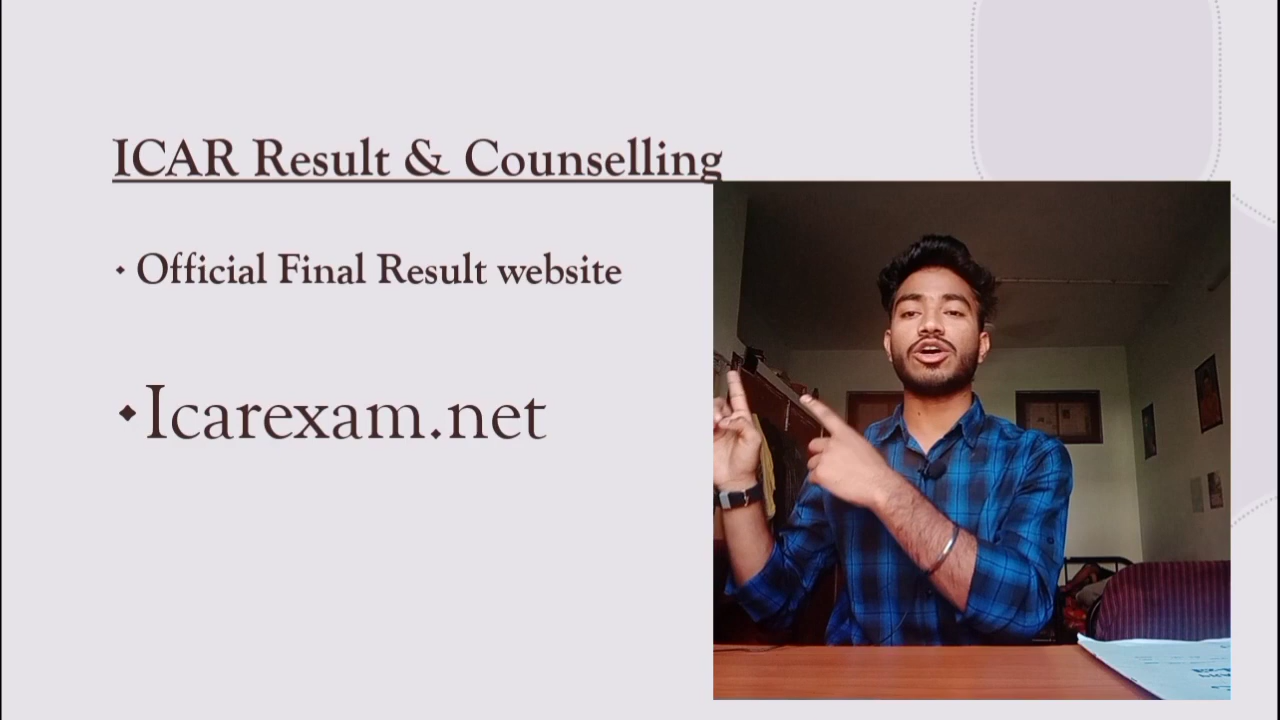 ICAR Result & Counselling
Official Final Result website
Icarexam.net